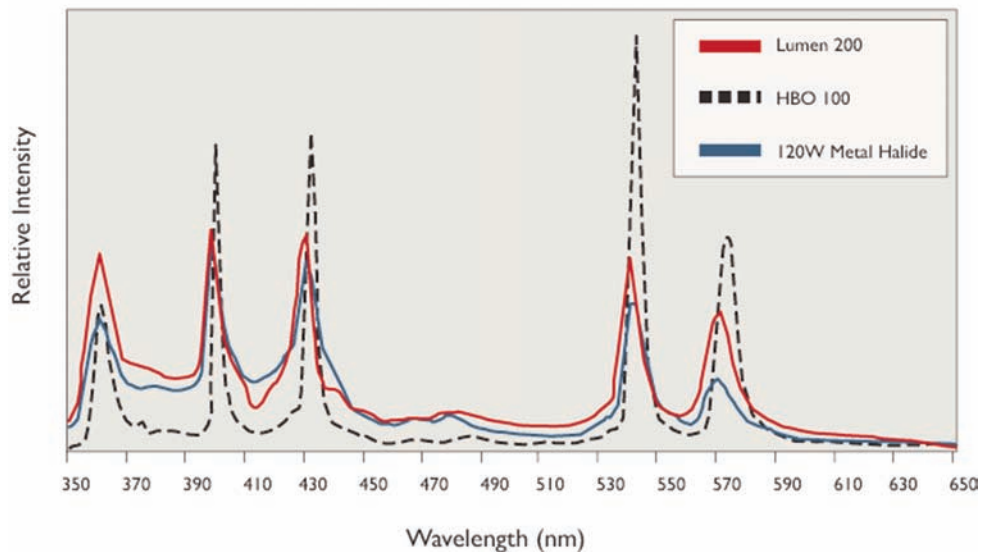 Relative Intensity
Lumen 200
HBO 100
120W Metal Halide
350 370 390 410 430 450 470 490 510 530 550 570 590 610 630 650
Wavelength (nm)